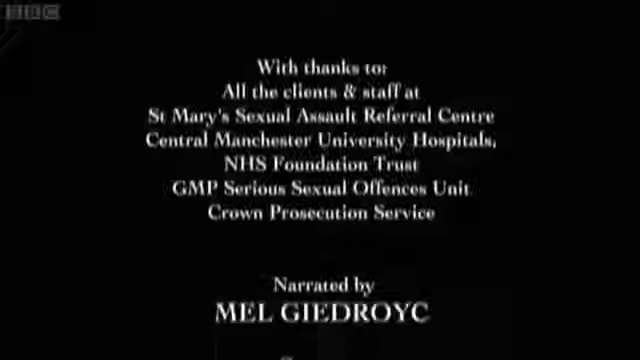 BBC
With thanks to:
All the clients & staff at
St Mary's Sexual Assault Referral Centre
Central Manchester University Hospitals,
NHS Foundation Trust
GMP Serious Sexual Offences Unit
Crown Prosecution Service
Narrated by
MEL GIEDROYC